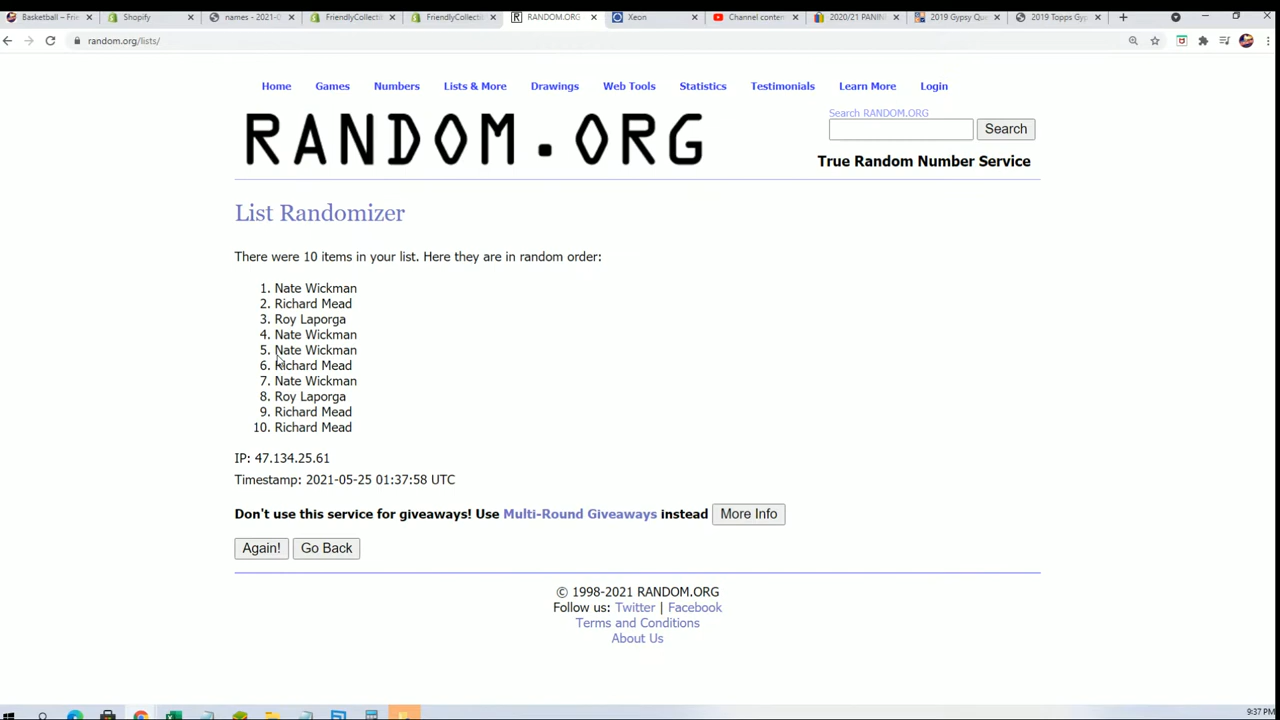 Basketball – Frie
Shopify
names - 2021-0
FriendlyCollecti
FriendlyCollecti
RANDOM.ORG
Xeon
Channel conten
2020/21 PANINI
2019 Gypsy Que
2019 Topps Gyp
random.org/lists/
Home Games Numbers Lists & More Drawings Web Tools Statistics Testimonials Learn More Login
Search RANDOM.ORG
RANDOM.ORG
Search
True Random Number Service
List Randomizer
There were 10 items in your list. Here they are in random order:
1. Nate Wickman
2. Richard Mead
3. Roy Laporga
4. Nate Wickman
5. Nate Wickman
6. Richard Mead
7. Nate Wickman
8. Roy Laporga
9. Richard Mead
10. Richard Mead
IP: 47.134.25.61
Timestamp: 2021-05-25 01:37:58 UTC
Don't use this service for giveaways! Use Multi-Round Giveaways instead More Info
Again! Go Back
© 1998-2021 RANDOM.ORG
Follow us: Twitter | Facebook
Terms and Conditions
About Us
9:37 PM